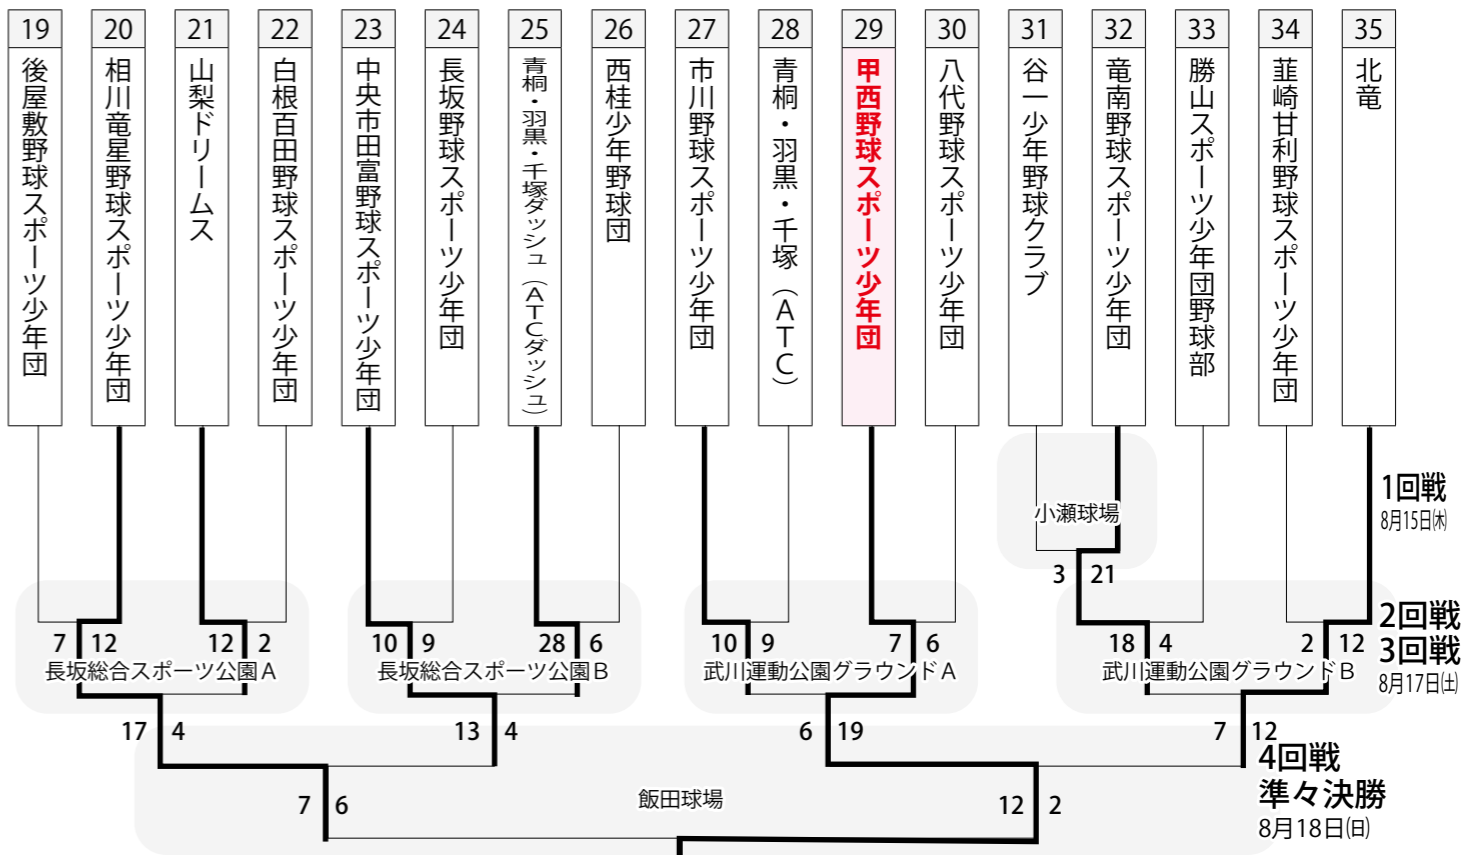 19
後屋敷野球スポーツ少年団
20
相川竜星野球スポーツ少年団
21
山梨ドリームス
22
白根百田野球スポーツ少年団
23
中央市田富野球スポーツ少年団
24
長坂野球スポーツ少年団
25
青桐・羽黒・千塚ダッシュ（ATCダッシュ）
26
西桂少年野球団
27
市川野球スポーツ少年団
28
青桐・羽黒・千塚（ATC）
29
甲西野球スポーツ少年団
30
八代野球スポーツ少年団
31
谷一少年野球クラブ
32
竜南野球スポーツ少年団
33
勝山スポーツ少年団野球部
34
韮崎甘利野球スポーツ少年団
35
北竜
1回戦
8月15日(木)
小瀬球場
3 21
7 12 12 2 10 9 28 6 10 9 7 6 18 4 2 12
2回戦
3回戦
8月17日(土)
長坂総合スポーツ公園A
長坂総合スポーツ公園B
武川運動公園グラウンドA
武川運動公園グラウンドB
17 4 13 4 6 19 7 12
4回戦
準々決勝
8月18日(日)
7 6 飯田球場 12 2